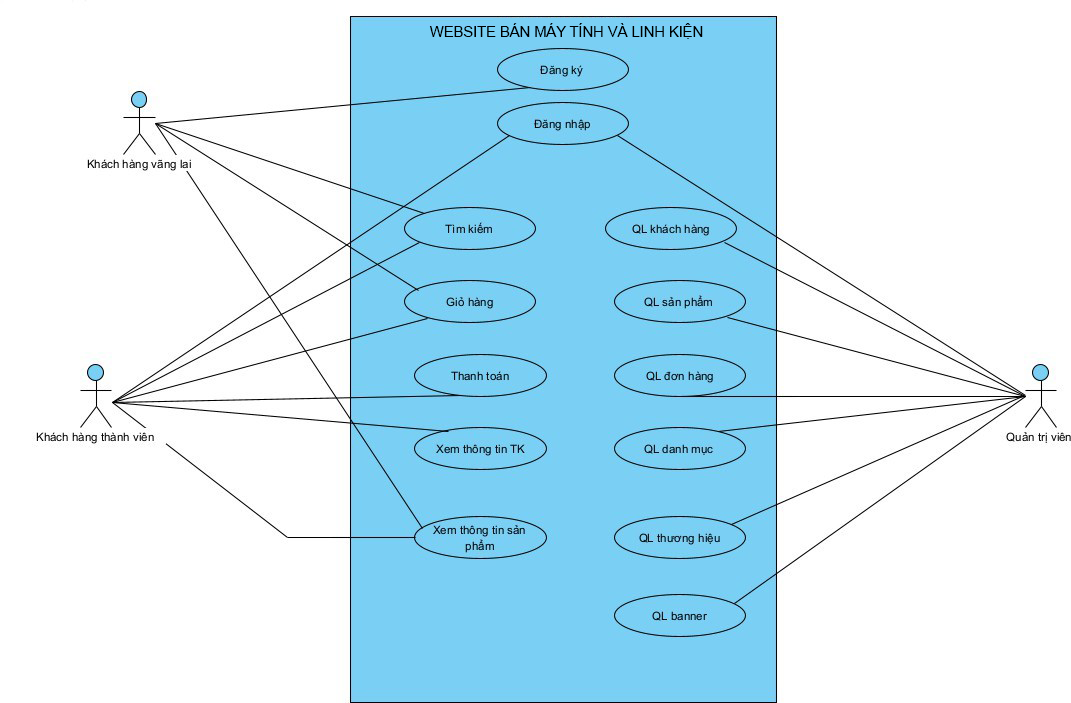 WEBSITE BÁN MÁY TÍNH VÀ LINH KIỆN
Đăng ký
Đăng nhập
Khách hàng vãng lai
Tìm kiếm
QL khách hàng
Giỏ hàng
QL sản phẩm
Thanh toán
QL đơn hàng
Khách hàng thành viên
Quản trị viên
Xem thông tin TK
QL danh mục
Xem thông tin sản
phẩm
QL thương hiệu
QL banner